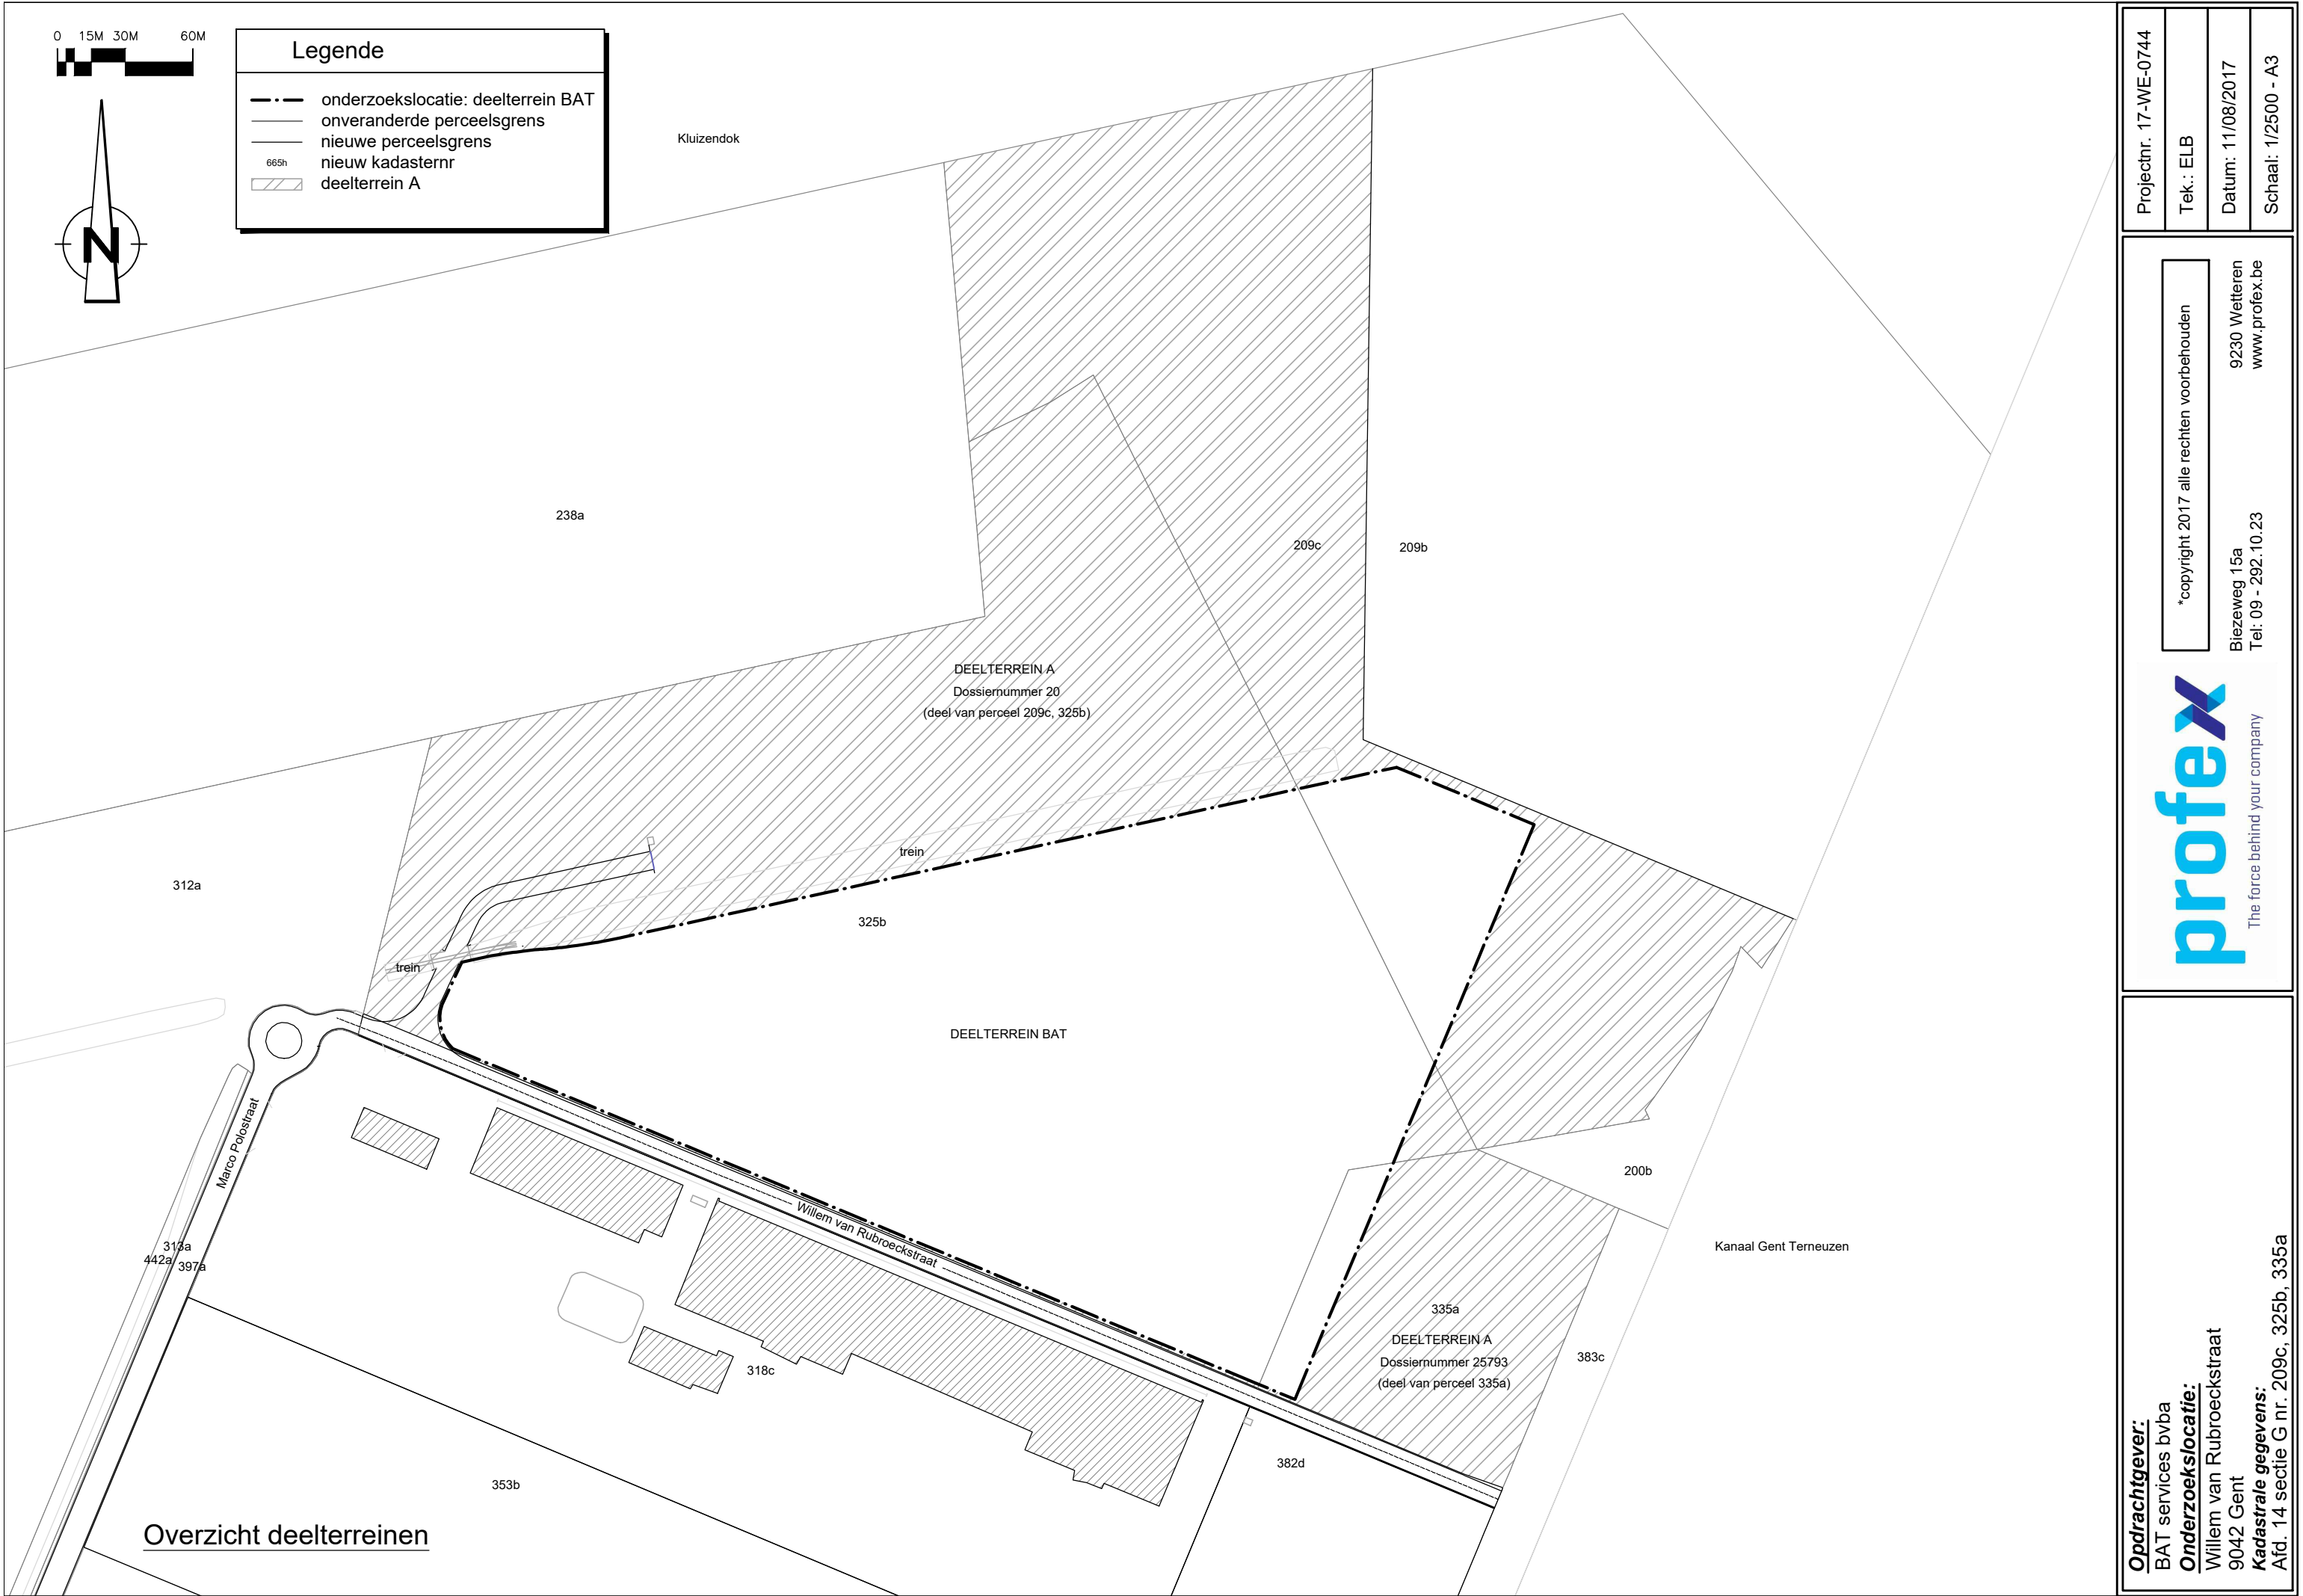 0 15M 30M 60M
Legende
onderzoekslocatie: deelterrein BAT
onveranderde perceelsgrens
nieuwe perceelsgrens
665h nieuw kadasternr
deelterrein A
N
Kluizendok
238a
209c
209b
DEELTERREIN A
Dossiernummer 20
(deel van perceel 209c, 325b)
trein
312a
325b
trein
DEELTERREIN BAT
Marco Polostraat
200b
Willem van Rubroeckstraat
313a
442a
397a
Kanaal Gent Terneuzen
335a
DEELTERREIN A
Dossiernummer 25793
(deel van perceel 335a)
383c
318c
382d
353b
Overzicht deelterreinen
Projectnr. 17-WE-0744
Tek.: ELB
Datum: 11/08/2017
Schaal: 1/2500 - A3
*copyright 2017 alle rechten voorbehouden
Biezeweg 15a 9230 Wetteren
Tel: 09 - 292.10.23 www.profex.be
profex
The force behind your company
Opdrachtgever:
BAT services bvba
Onderzoekslocatie:
Willem van Rubroeckstraat
9042 Gent
Kadastrale gegevens:
Afd. 14 sectie G nr. 209c, 325b, 335a